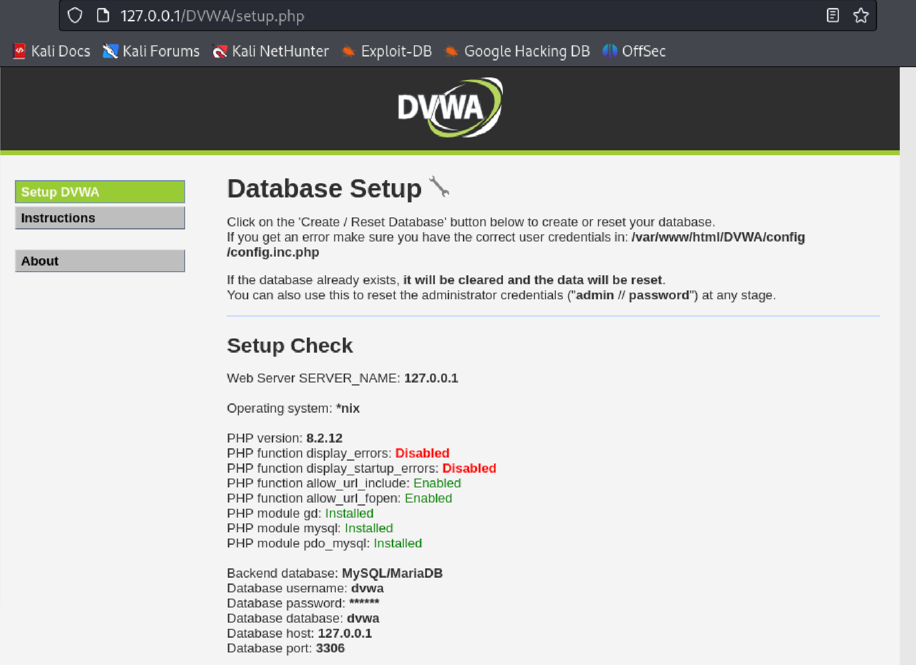 127.0.0.1/DVWA/setup.php
Kali Docs Kali Forums Kali NetHunter Exploit-DB Google Hacking DB OffSec
DVWA
Setup DVWA
Instructions
About
Database Setup
Click on the 'Create / Reset Database' button below to create or reset your database.
If you get an error make sure you have the correct user credentials in: /var/www/html/DVWA/config
/config.inc.php
If the database already exists, it will be cleared and the data will be reset.
You can also use this to reset the administrator credentials ("admin // password") at any stage.
Setup Check
Web Server SERVER_NAME: 127.0.0.1
Operating system: *nix
PHP version: 8.2.12
PHP function display_errors: Disabled
PHP function display_startup_errors: Disabled
PHP function allow_url_include: Enabled
PHP function allow_url_fopen: Enabled
PHP module gd: Installed
PHP module mysql: Installed
PHP module pdo_mysql: Installed
Backend database: MySQL/MariaDB
Database username: dvwa
Database password: ******
Database database: dvwa
Database host: 127.0.0.1
Database port: 3306